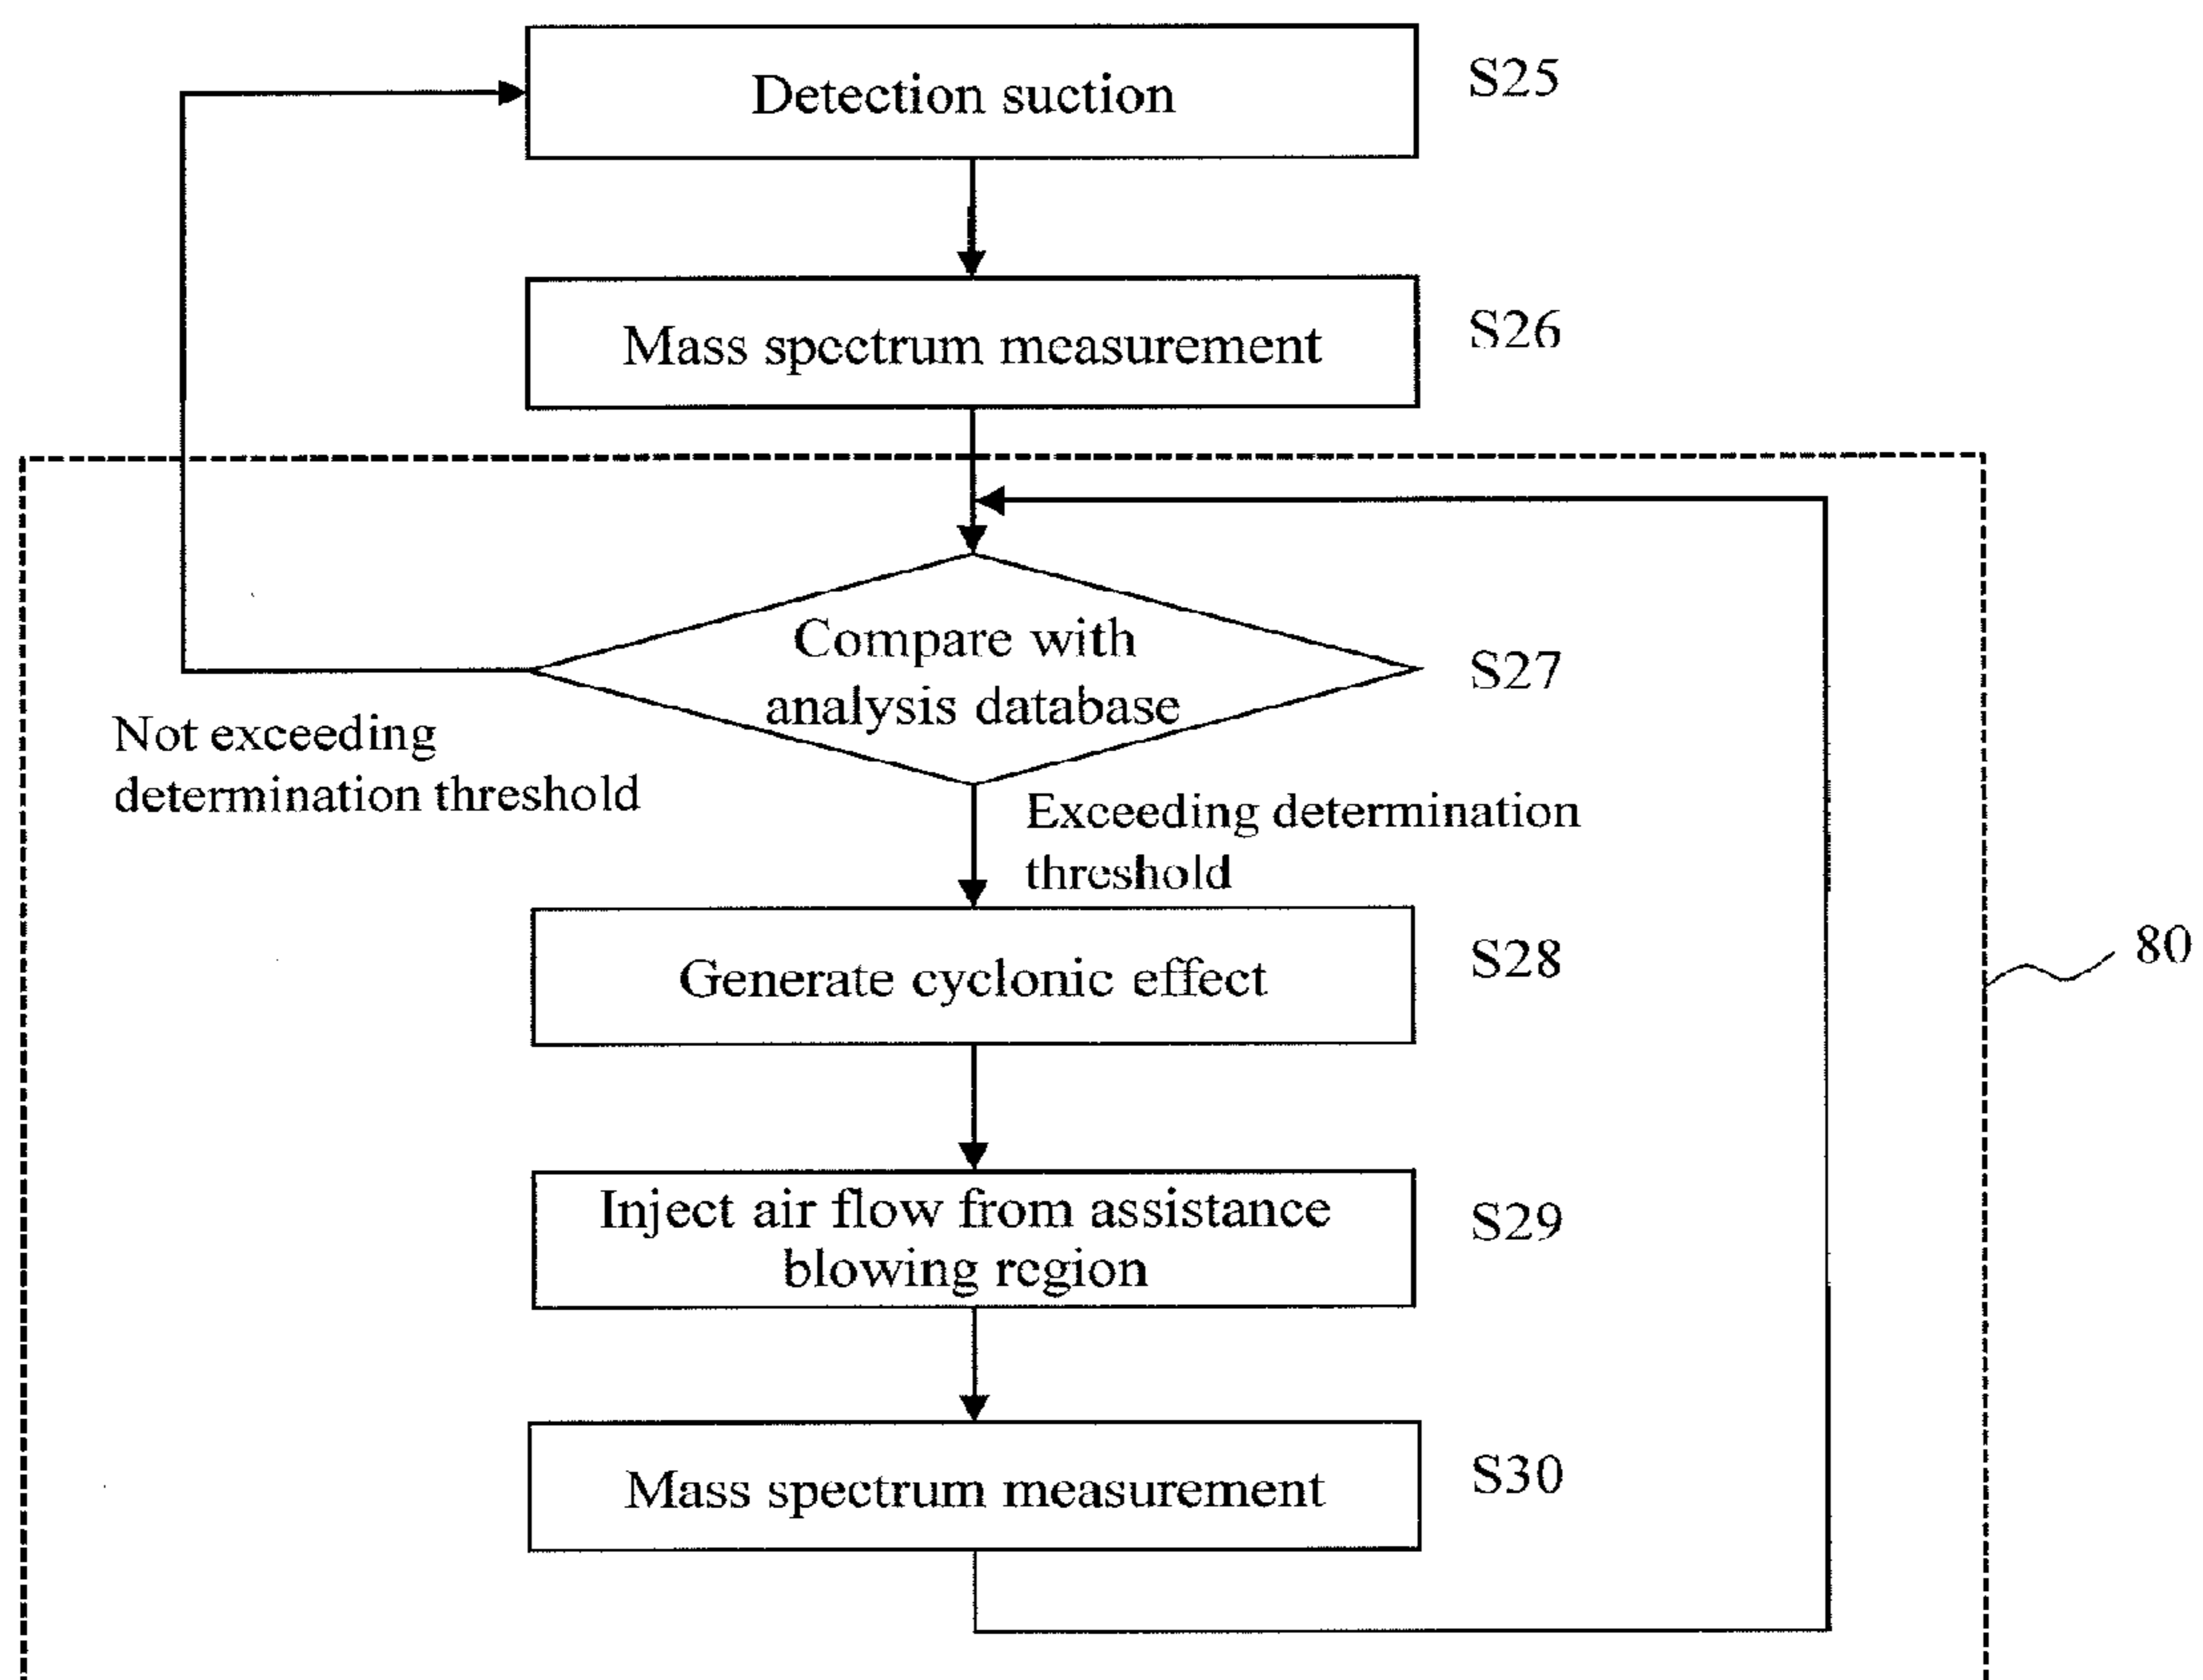 Detection suction
S25
Mass spectrum measurement
S26
Compare with
analysis database
S27
Not exceeding
determination threshold
Exceeding determination
threshold
Generate cyclonic effect
S28
80
Inject air flow from assistance
blowing region
S29
Mass spectrum measurement
S30